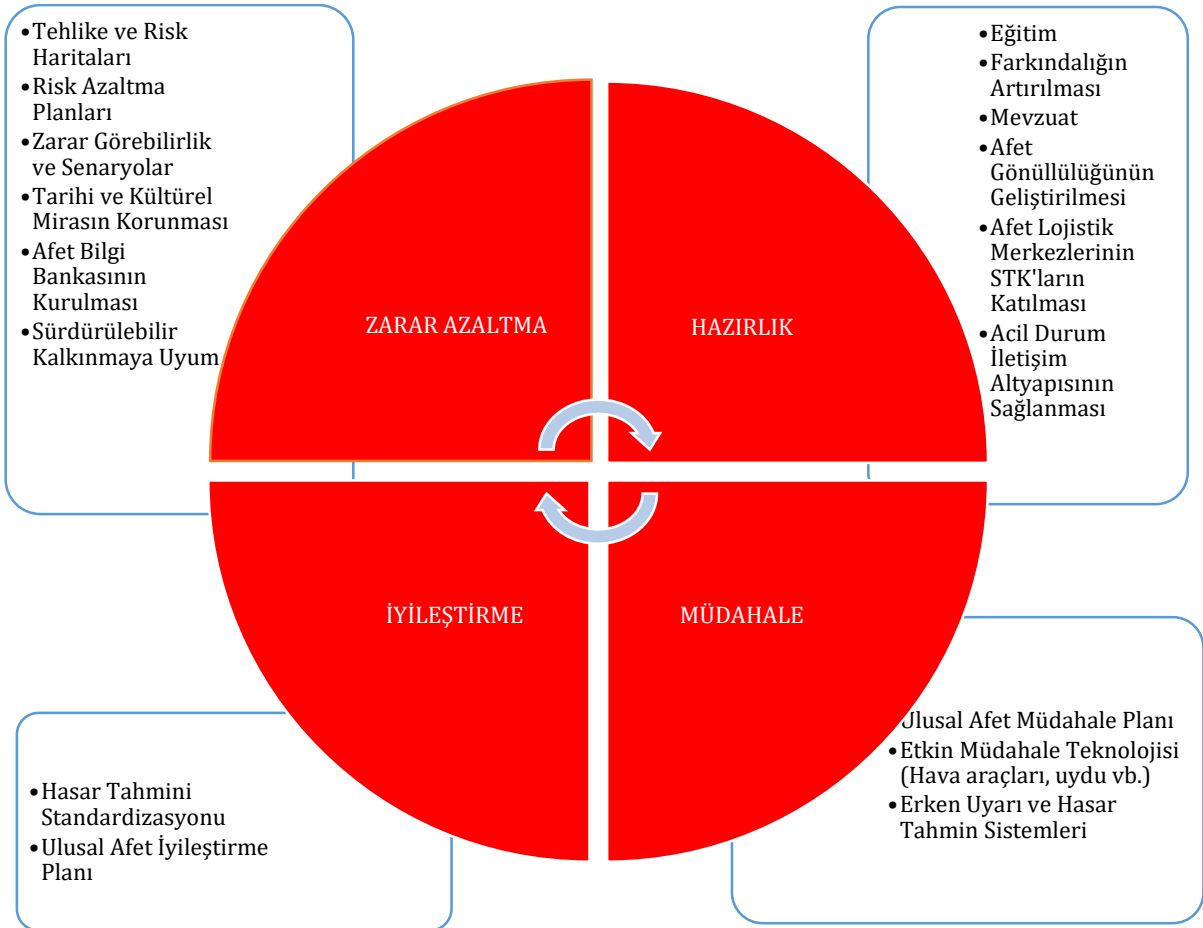 •Tehlike ve Risk
Haritaları
•Risk Azaltma
Planları
•Zarar Görebilirlik
ve Senaryolar
•Tarihi ve Kültürel
Mirasın Korunması
•Afet Bilgi
Bankasının
Kurulması
•Sürdürülebilir
Kalkınmaya Uyum
•Eğitim
•Farkındalığın
Artırılması
•Mevzuat
•Afet
Gönüllülüğünün
Geliştirilmesi
•Afet Lojistik
Merkezlerinin
STK'ların
Katılması
•Acil Durum
İletişim
Altyapısının
Sağlanması
ZARAR AZALTMA
HAZIRLIK
İYİLEŞTİRME
MÜDAHALE
•Hasar Tahmini
Standardizasyonu
•Ulusal Afet İyileştirme
Planı
Ulusal Afet Müdahale Planı
•Etkin Müdahale Teknolojisi
(Hava araçları, uydu vb.)
•Erken Uyarı ve Hasar
Tahmin Sistemleri